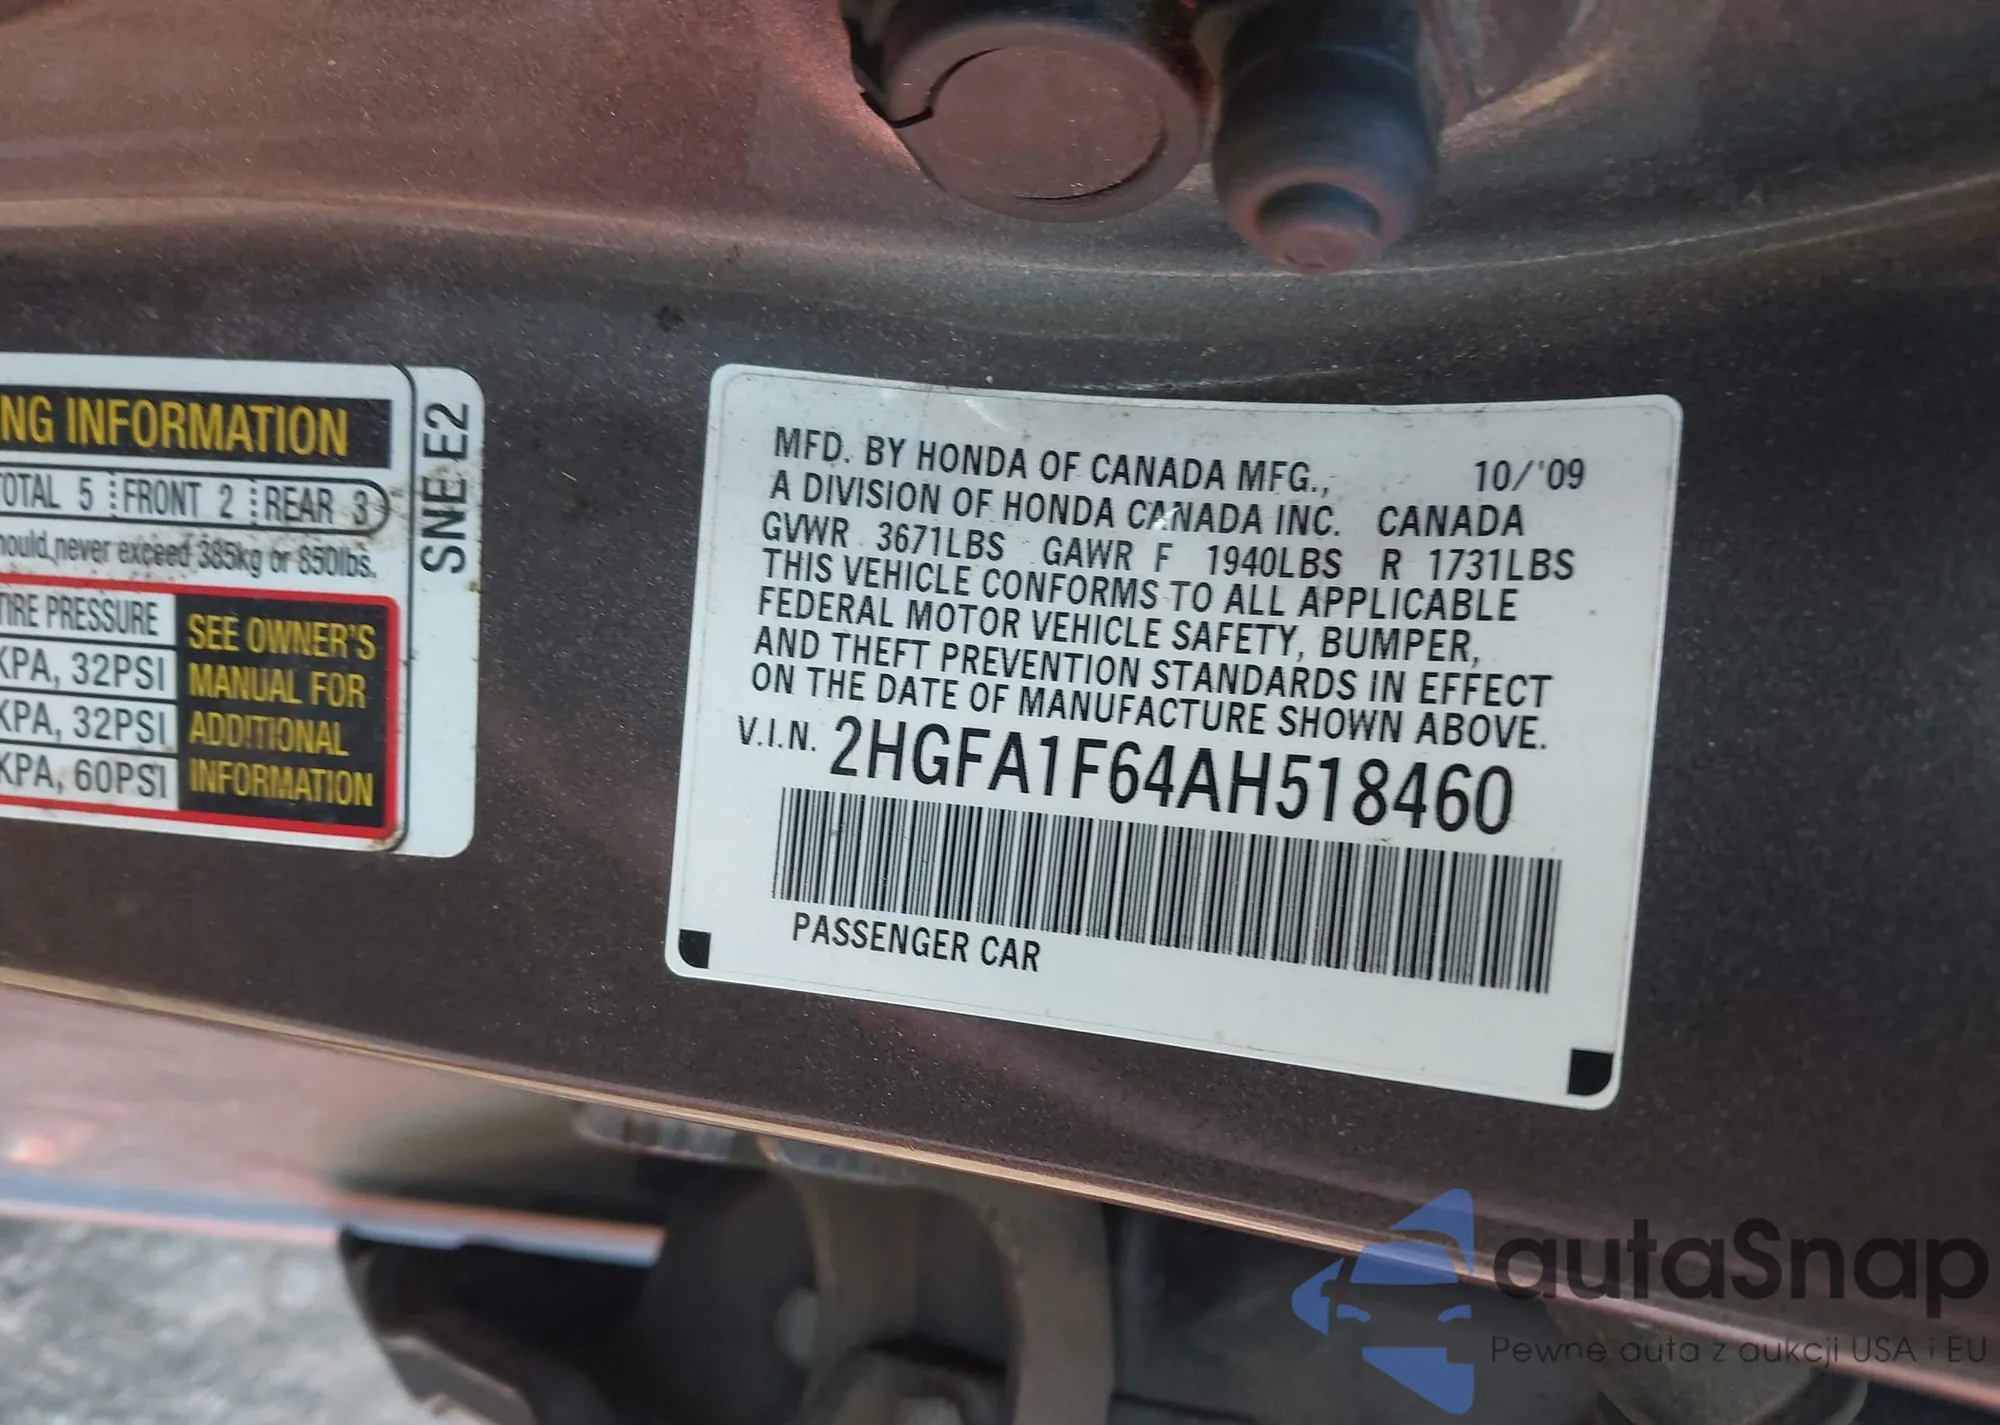 NG INFORMATION
TOTAL 5 FRONT 2 REAR 3
hould never exceed 385kg or 850lbs.
TIRE PRESSURE
KPA, 32PSI
KPA, 32PSI
KPA, 60PSI
SEE OWNER'S
MANUAL FOR
ADDITIONAL
INFORMATION
SNE E2
MFD. BY HONDA OF CANADA MFG., 10/'09
A DIVISION OF HONDA CANADA INC. CANADA
GVWR 3671LBS GAWR F 1940LBS R 1731LBS
THIS VEHICLE CONFORMS TO ALL APPLICABLE
FEDERAL MOTOR VEHICLE SAFETY, BUMPER,
AND THEFT PREVENTION STANDARDS IN EFFECT
ON THE DATE OF MANUFACTURE SHOWN ABOVE.
V.I.N. 2HGFA1F64AH518460
PASSENGER CAR
autaSnap
Pewne auta z aukcji USA i EU